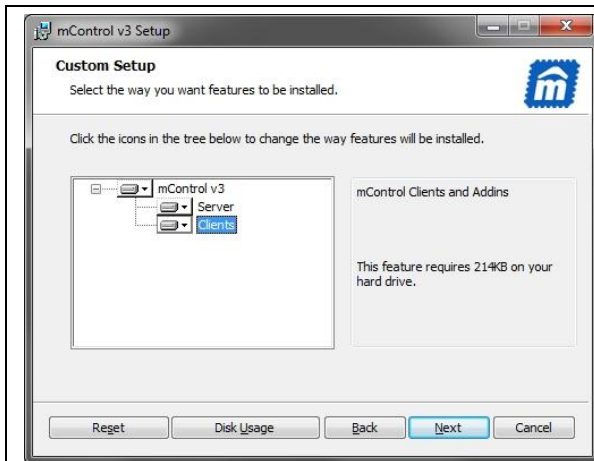 mControl v3 Setup
Custom Setup
Select the way you want features to be installed.
Click the icons in the tree below to change the way features will be installed.
mControl v3
Server
Clients
mControl Clients and Addins
This feature requires 214KB on your
hard drive.
Reset
Disk Usage
Back
Next
Cancel